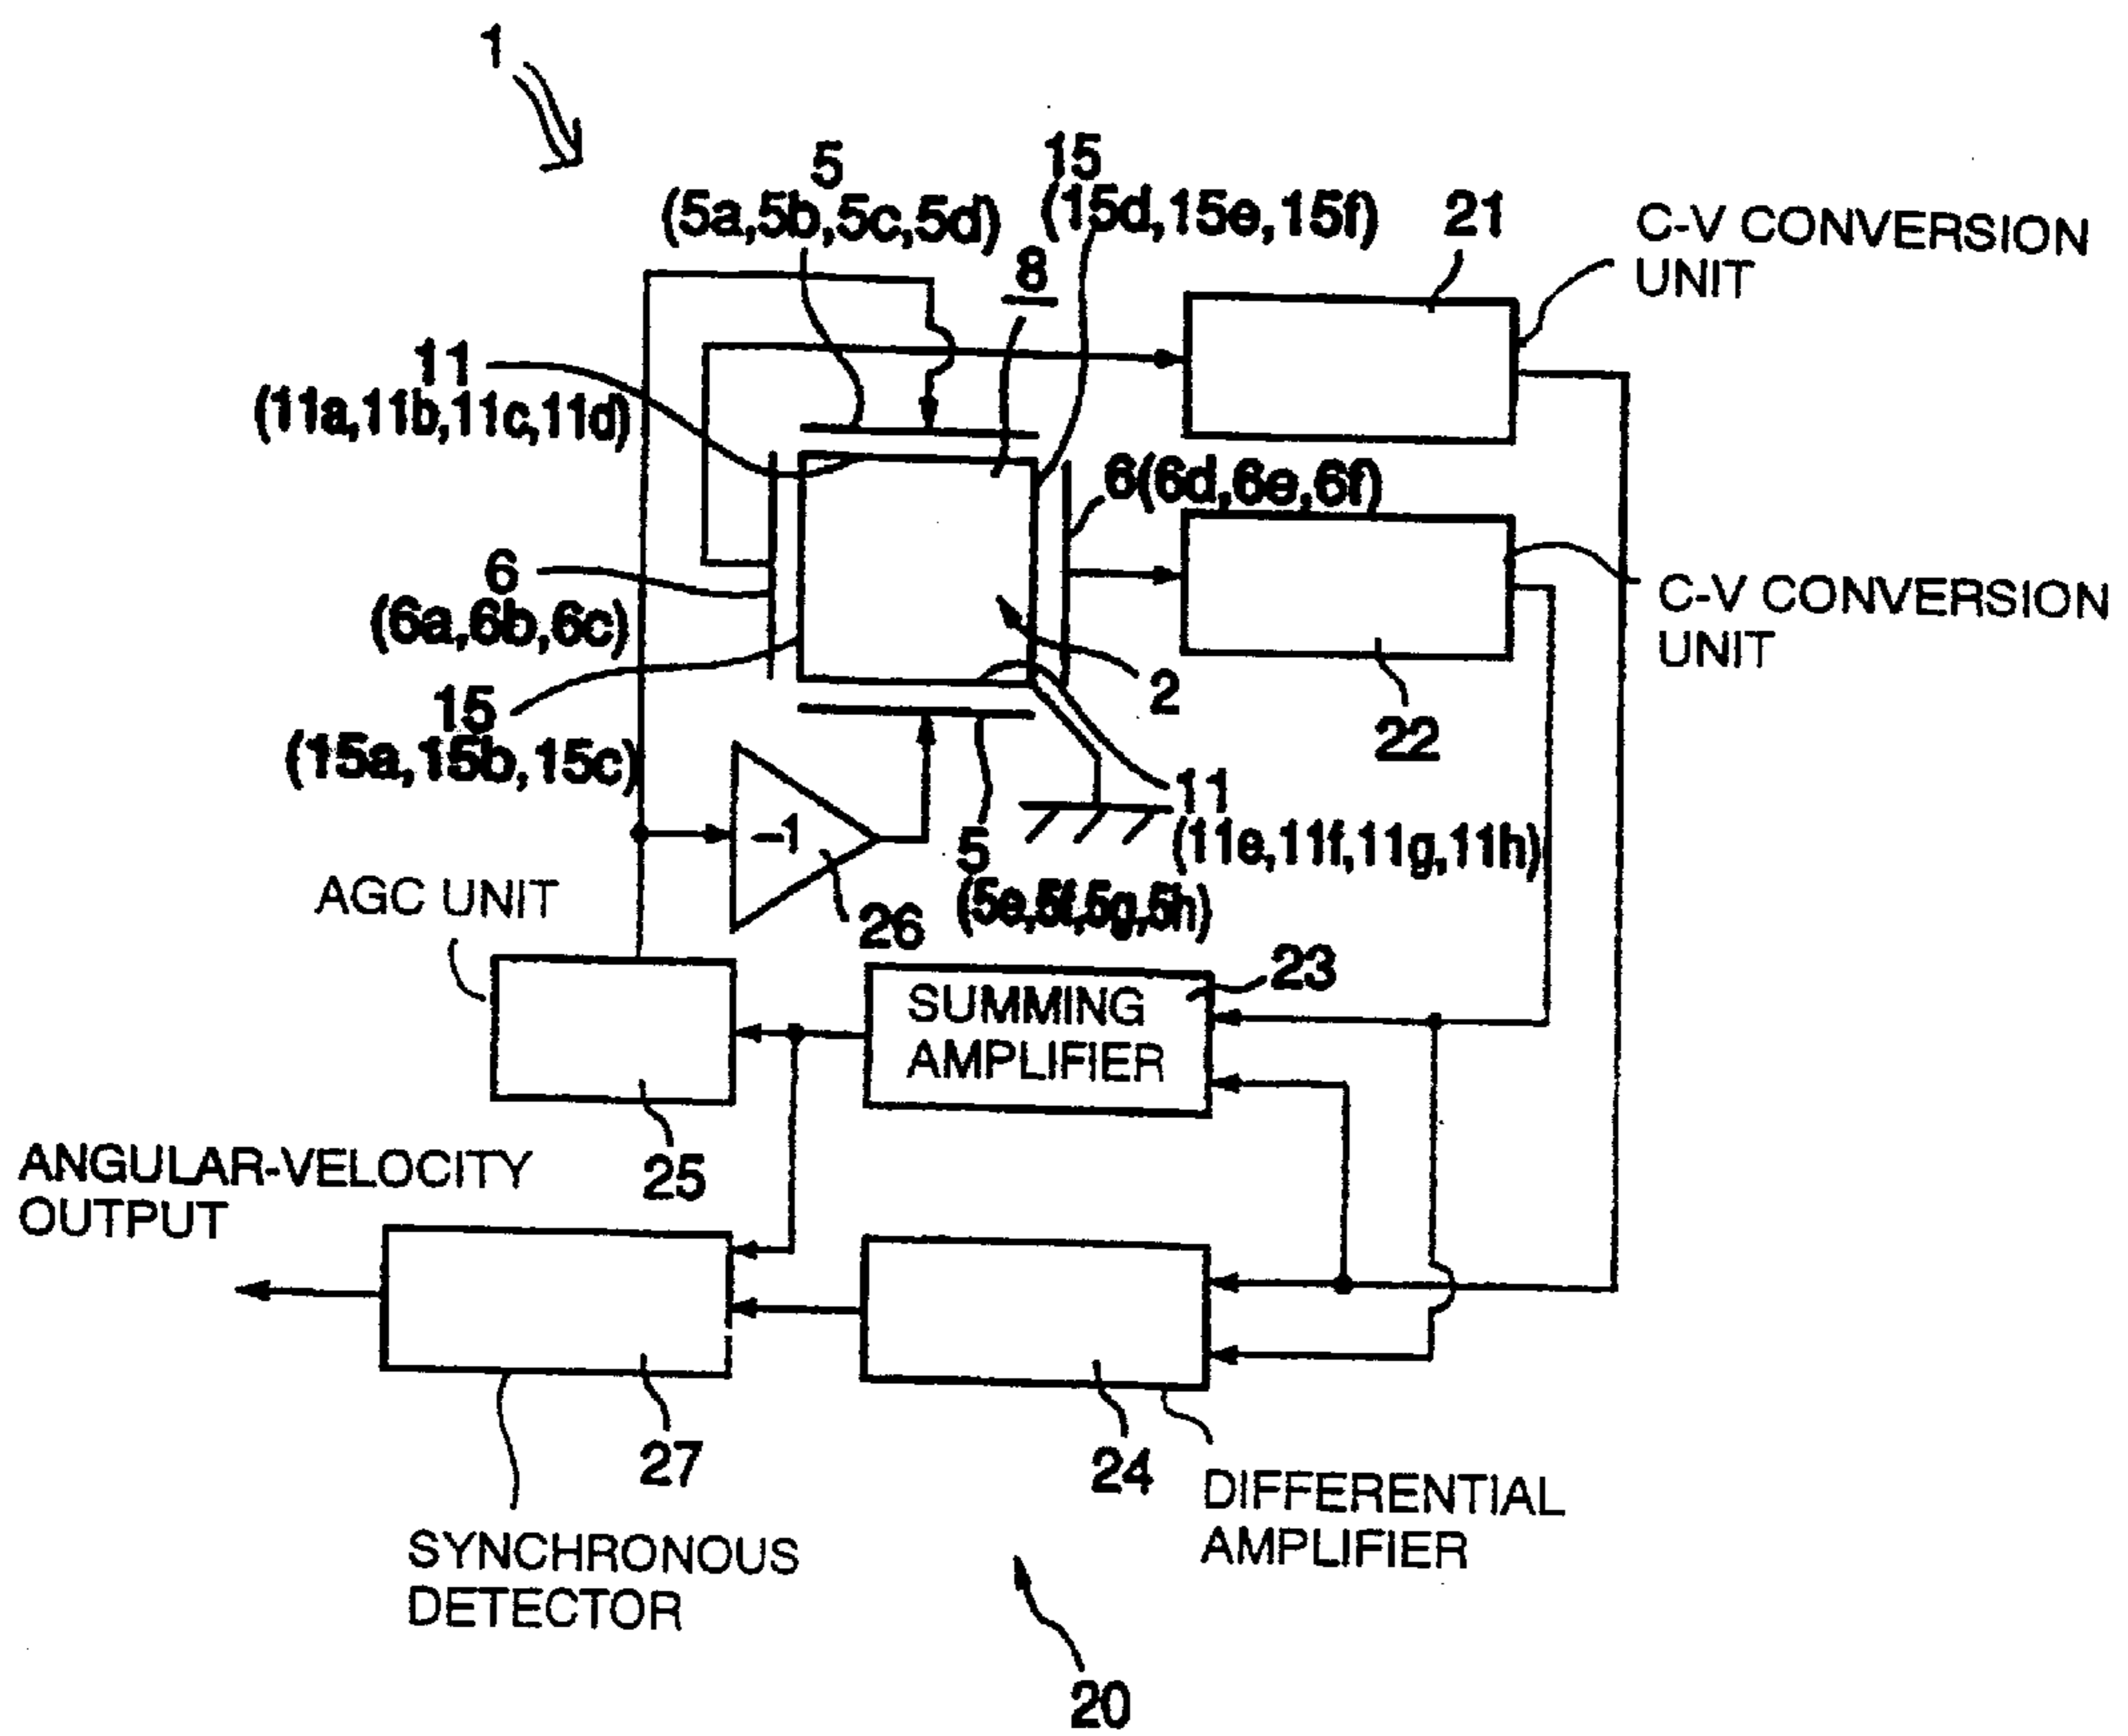 1
5
(5a,5b,5c,5d)
15
(15d,15e,15f)
21
C-V CONVERSION
UNIT
8
11
(11a,11b,11c,11d)
6(6d,6e,6f)
6
(6a,6b,6c)
C-V CONVERSION
UNIT
2
15
(15a,15b,15c)
22
11
(11e,11f,11g,11h)
-1
5
(5e,5f,5g,5h)
26
AGC UNIT
23
SUMMING
AMPLIFIER
25
ANGULAR-VELOCITY
OUTPUT
27
24
DIFFERENTIAL
AMPLIFIER
SYNCHRONOUS
DETECTOR
20